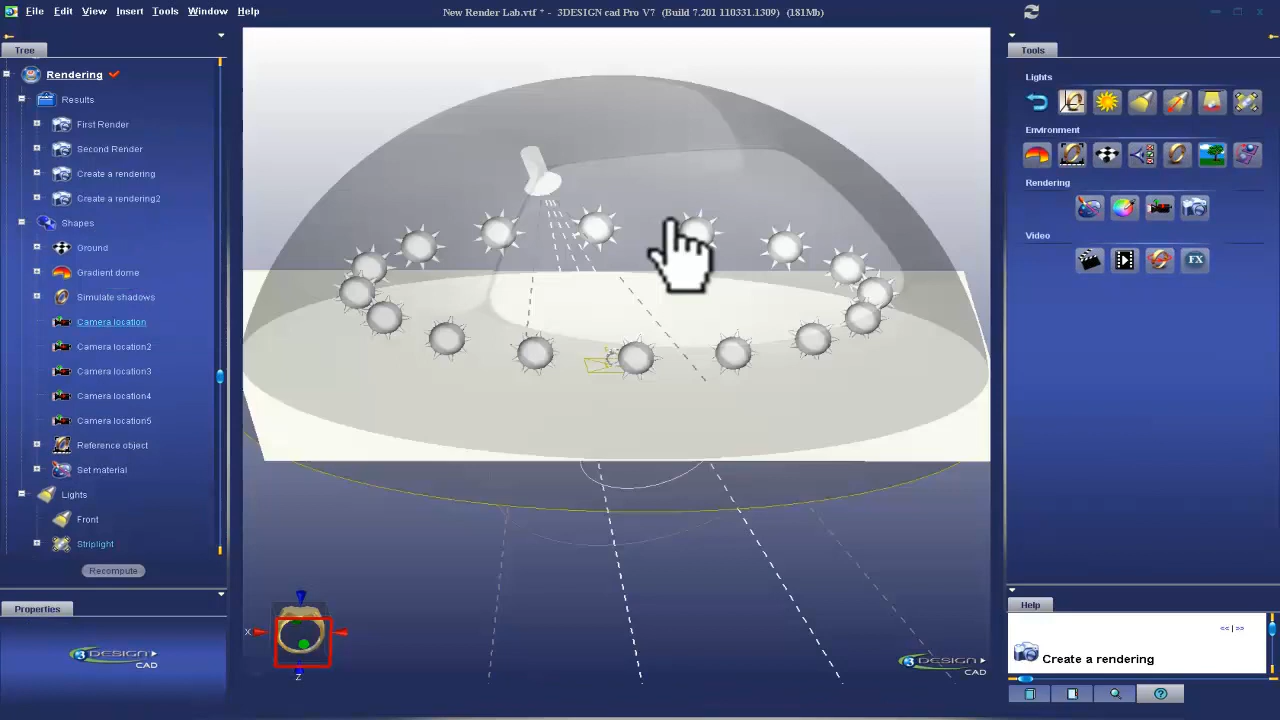 File Edit View Insert Tools Window Help
New Render Lab.vtf * - 3DESIGN cad Pro V7 (Build 7.201 110331.1309) (181Mb)
Tree
Rendering
Results
First Render
Second Render
Create a rendering
Create a rendering2
Shapes
Ground
Gradient dome
Simulate shadows
Camera location
Camera location2
Camera location3
Camera location4
Camera location5
Reference object
Set material
Lights
Front
Striplight
Recompute
Properties
3DESIGN
CAD
X
Z
3DESIGN
CAD
Tools
Lights
Environment
Rendering
Video
FX
Help
<< | >>
Create a rendering